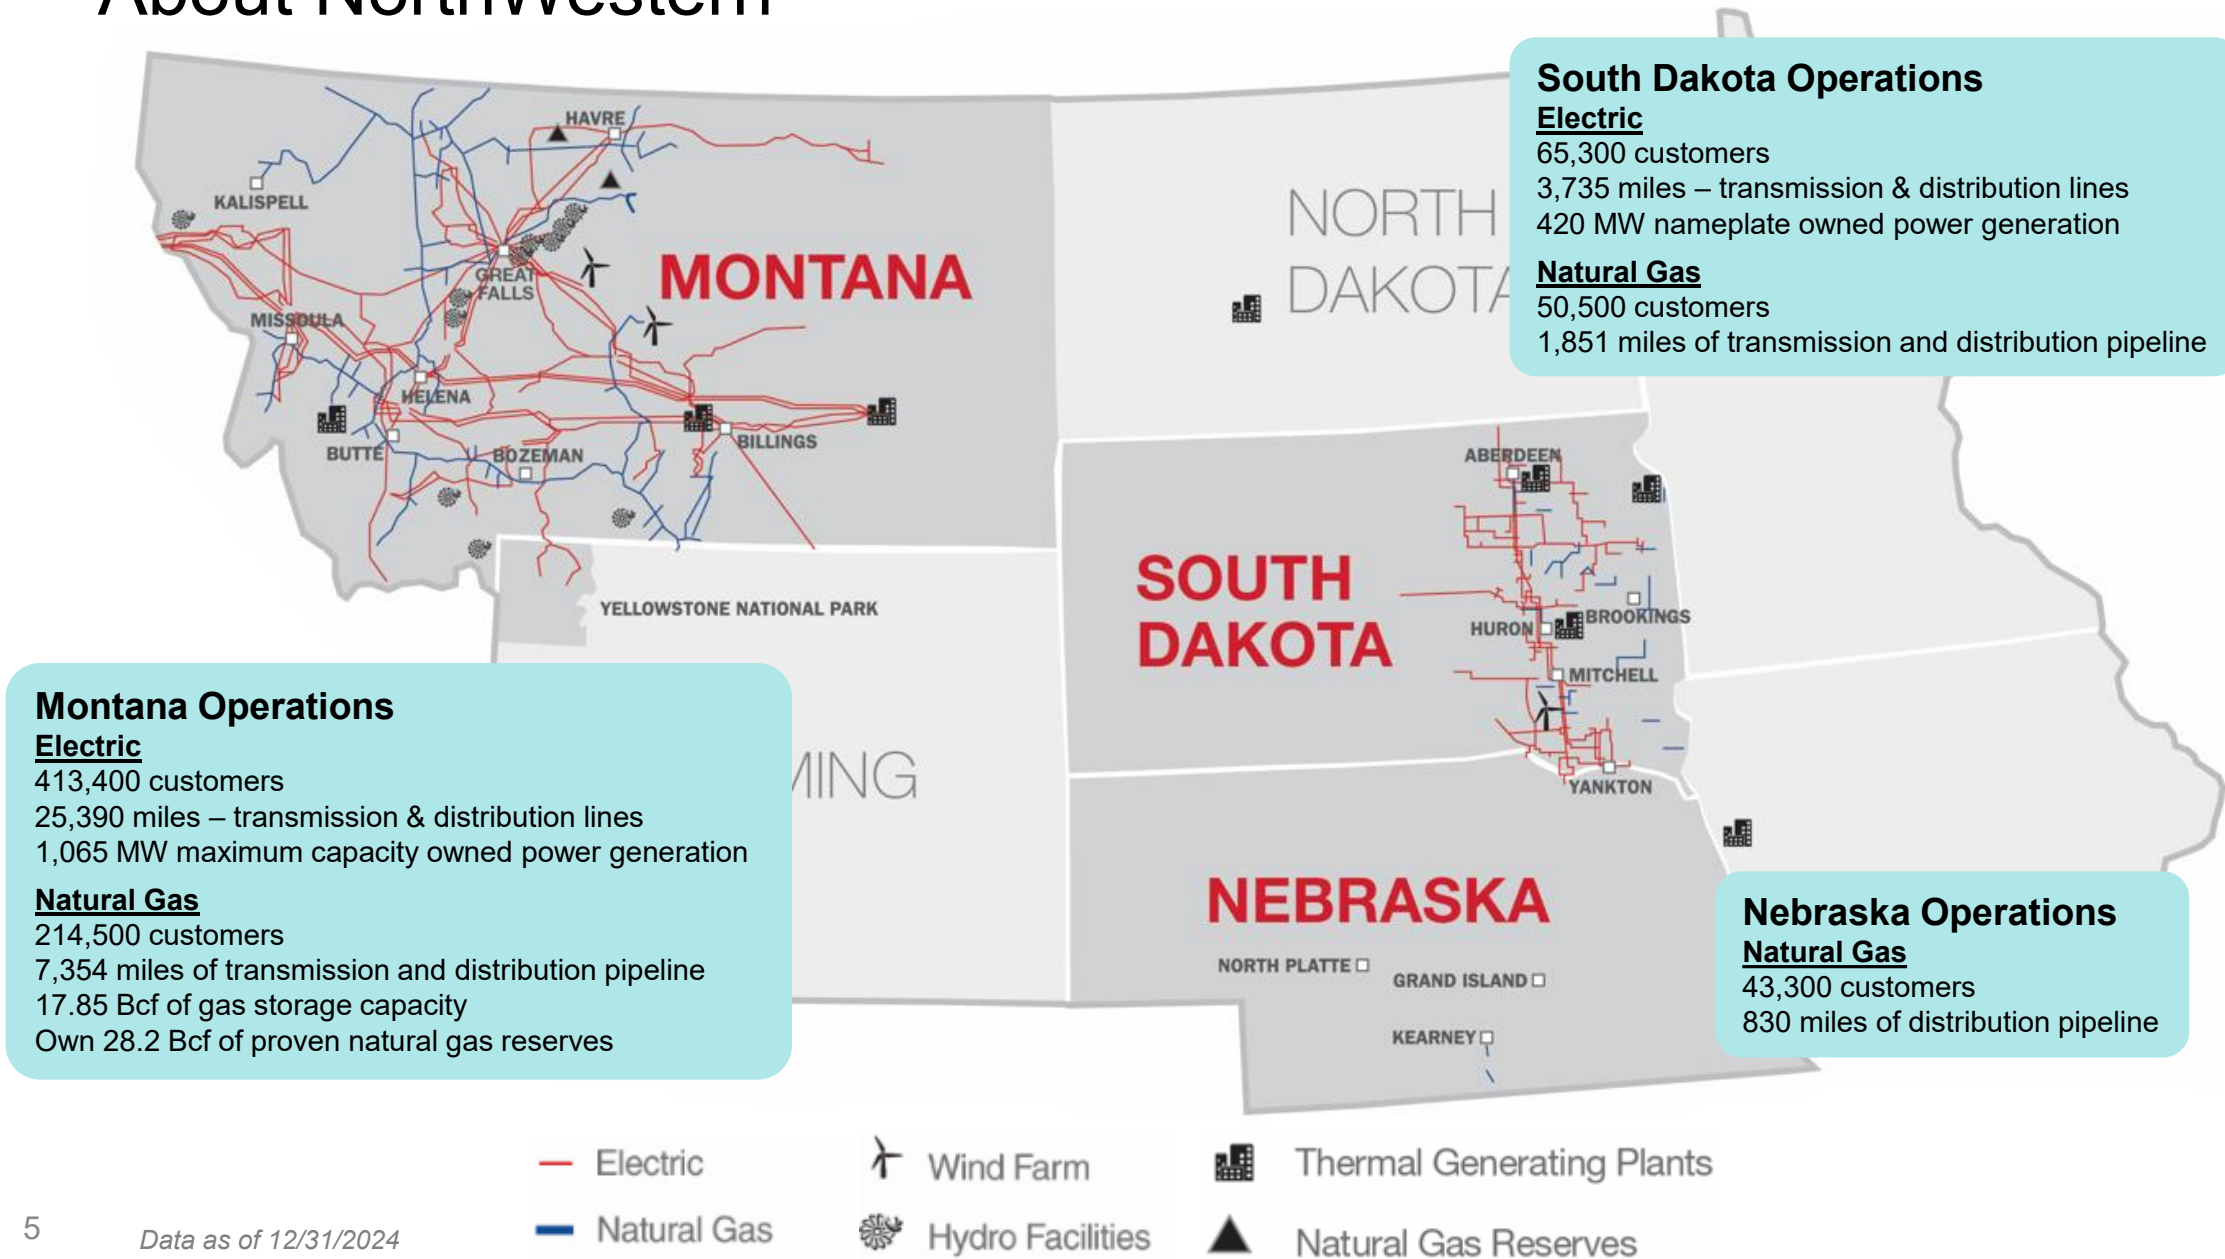 About NorthWestern
South Dakota Operations
Electric
65,300 customers
3,735 miles – transmission & distribution lines
420 MW nameplate owned power generation
Natural Gas
50,500 customers
1,851 miles of transmission and distribution pipeline
HAVRE
KALISPELL
GREAT
FALLS
MONTANA
MISSOULA
HELENA
BUTTE
BOZEMAN
BILLINGS
YELLOWSTONE NATIONAL PARK
NORTH
DAKOTA
ABERDEEN
SOUTH
DAKOTA
HURON
BROOKINGS
MITCHELL
YANKTON
Montana Operations
Electric
413,400 customers
25,390 miles – transmission & distribution lines
1,065 MW maximum capacity owned power generation
Natural Gas
214,500 customers
7,354 miles of transmission and distribution pipeline
17.85 Bcf of gas storage capacity
Own 28.2 Bcf of proven natural gas reserves
NEBRASKA
NORTH PLATTE
GRAND ISLAND
KEARNEY
Nebraska Operations
Natural Gas
43,300 customers
830 miles of distribution pipeline
Electric
Wind Farm
Thermal Generating Plants
Natural Gas
Hydro Facilities
Natural Gas Reserves
5
Data as of 12/31/2024